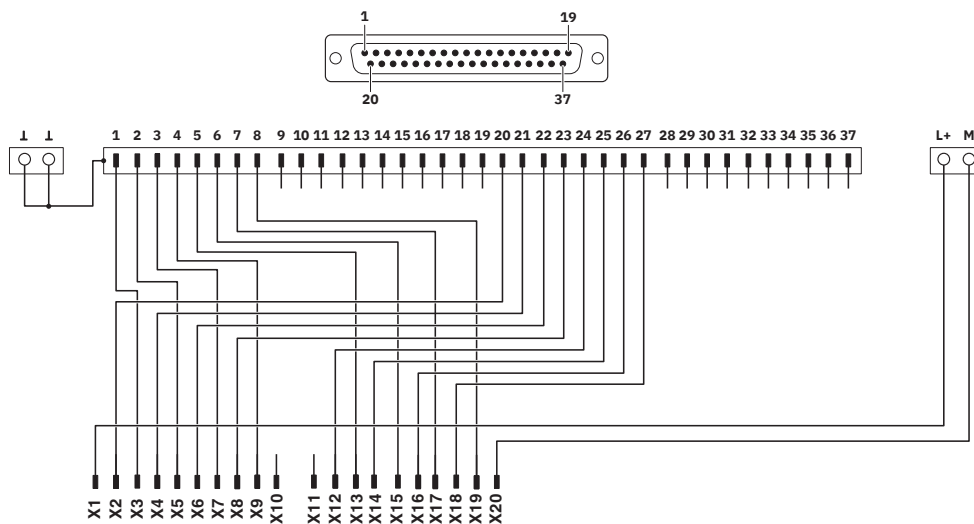 1 19
20 37
⊥ ⊥ 1 2 3 4 5 6 7 8 9 10 11 12 13 14 15 16 17 18 19 20 21 22 23 24 25 26 27 28 29 30 31 32 33 34 35 36 37 L+ M
X1 X2 X3 X4 X5 X6 X7 X8 X9 X10 X11 X12 X13 X14 X15 X16 X17 X18 X19 X20